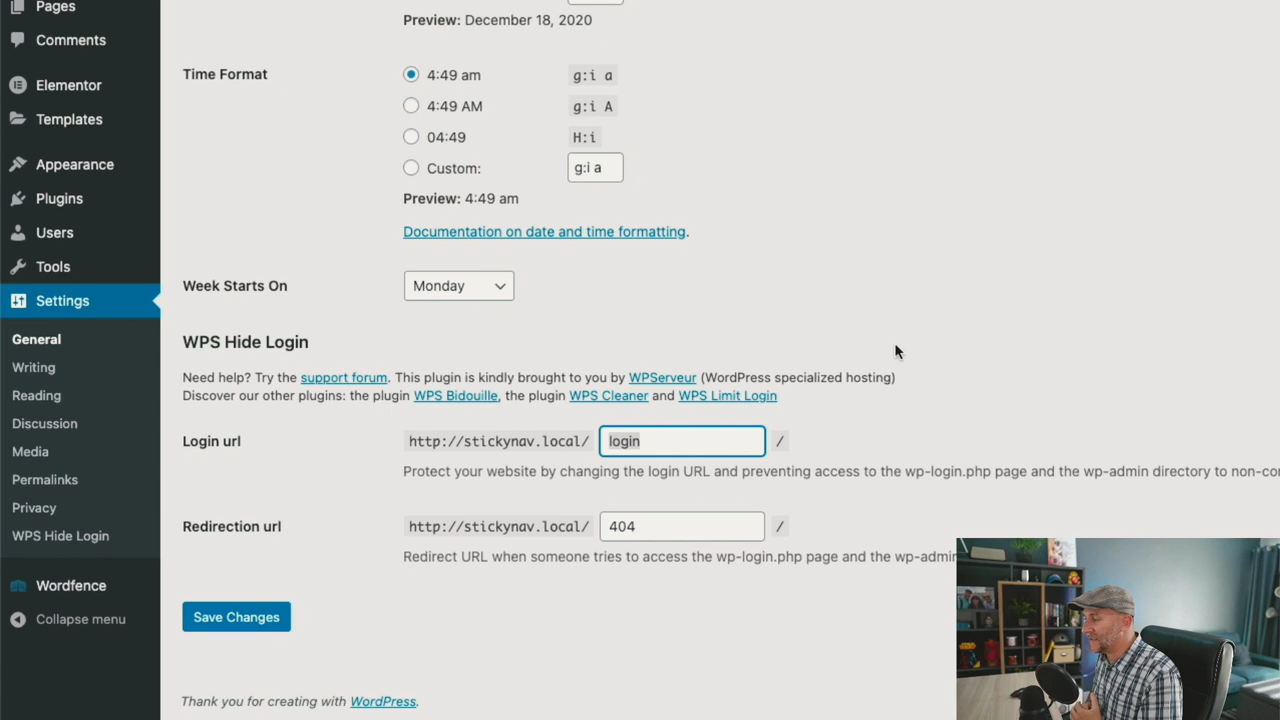 Pages
Comments
Elementor
Templates
Appearance
Plugins
Users
Tools
Settings
General
Writing
Reading
Discussion
Media
Permalinks
Privacy
WPS Hide Login
Wordfence
Collapse menu
Preview: December 18, 2020
Time Format
4:49 am g:i a
4:49 AM g:i A
04:49 H:i
Custom: g:i a
Preview: 4:49 am
Documentation on date and time formatting.
Week Starts On Monday
WPS Hide Login
Need help? Try the support forum. This plugin is kindly brought to you by WPServeur (WordPress specialized hosting)
Discover our other plugins: the plugin WPS Bidouille, the plugin WPS Cleaner and WPS Limit Login
Login url http://stickynav.local/ login /
Protect your website by changing the login URL and preventing access to the wp-login.php page and the wp-admin directory to non-con
Redirection url http://stickynav.local/ 404 /
Redirect URL when someone tries to access the wp-login.php page and the wp-admin
Save Changes
Thank you for creating with WordPress.